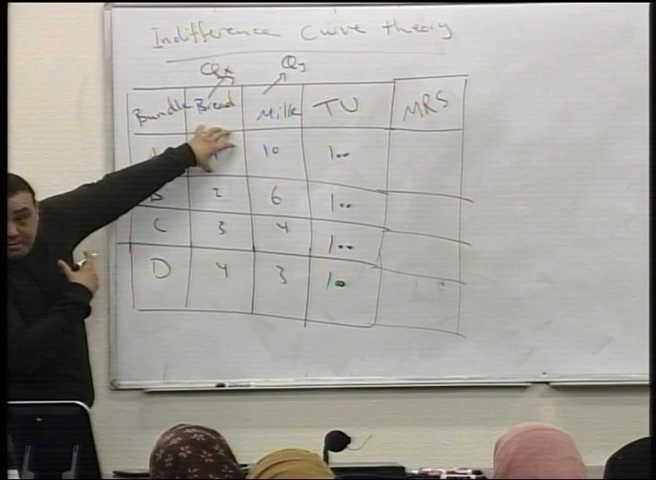 Indifference Curve theory
Qx Qy
Bundle Bread Milk TU MRS
10 100
2 6 100
C 3 4 100
D 4 3 100